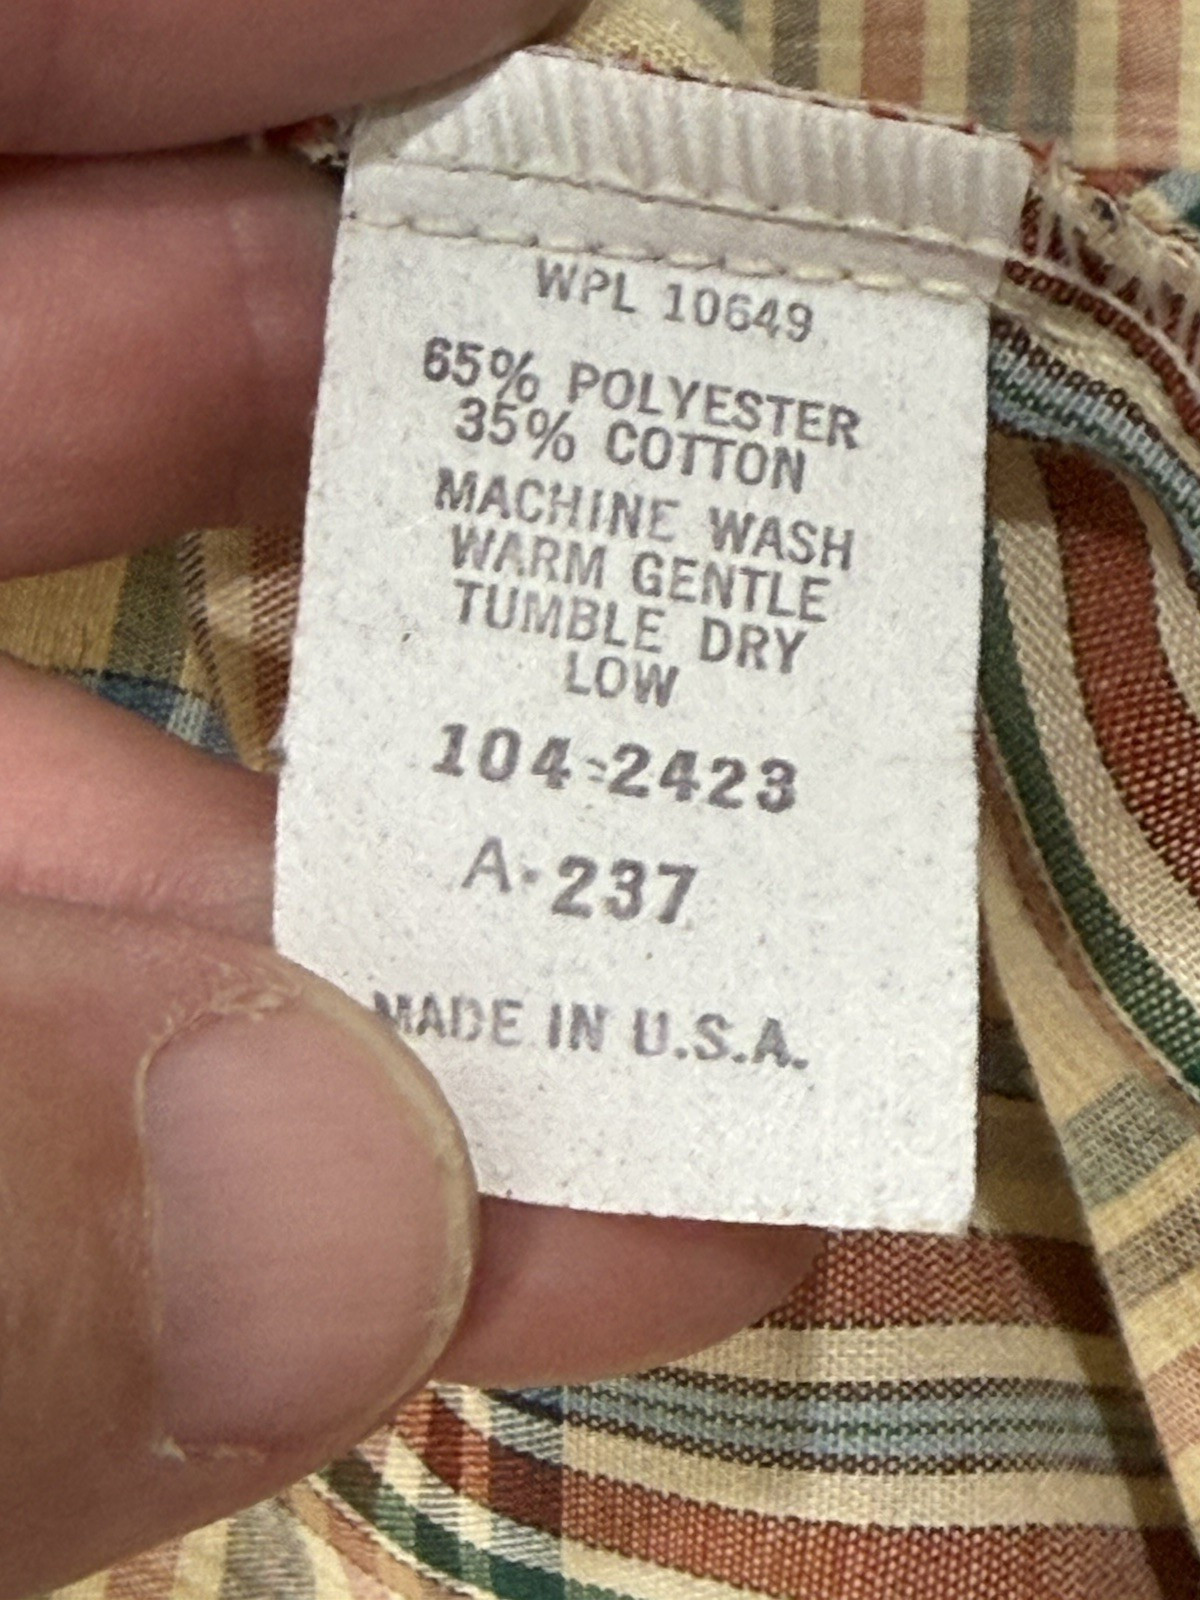 WPL 10649
65% POLYESTER
35% COTTON
MACHINE WASH
WARM GENTLE
TUMBLE DRY
LOW
104-2423
A-237
MADE IN U.S.A.